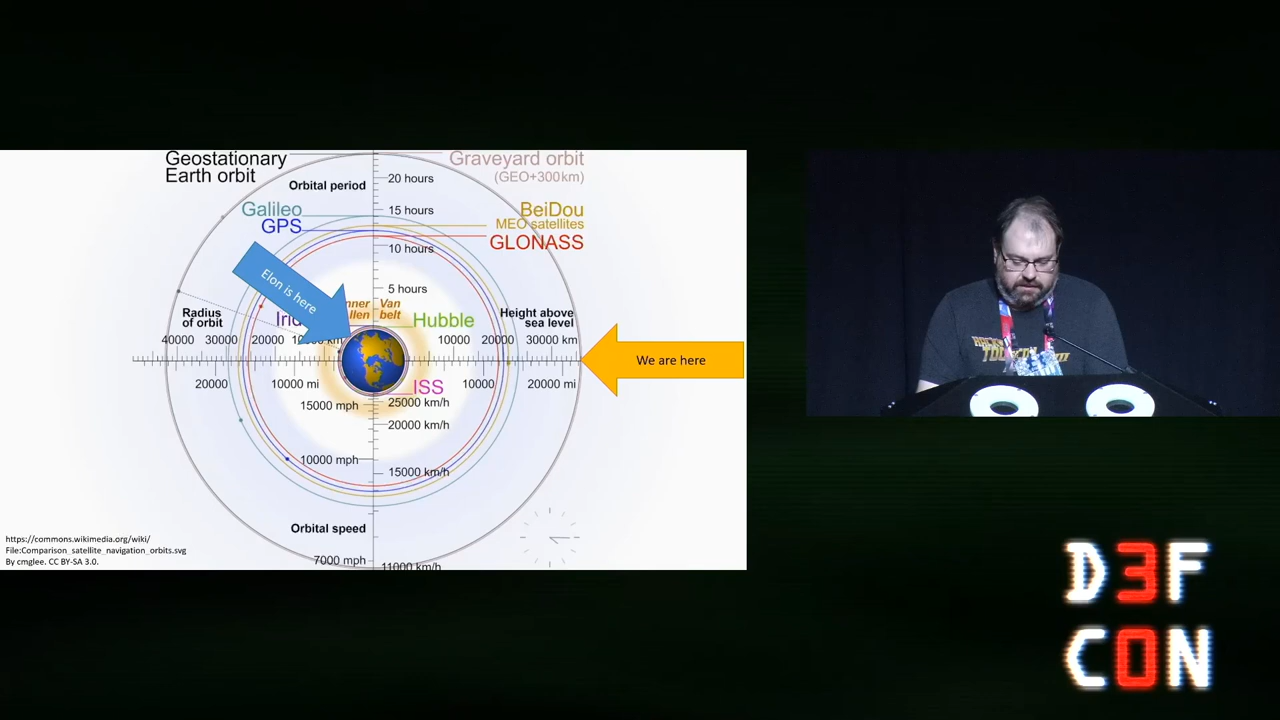 Geostationary
Earth orbit
Graveyard orbit
(GEO+300km)
Orbital period
20 hours
Galileo
GPS
15 hours
BeiDou
MEO satellites
GLONASS
10 hours
Elon is here
5 hours
Van
belt
Hubble
Radius
of orbit
Height above
sea level
40000
30000
20000
10000
20000
30000 km
We are here
20000
10000 mi
10000
20000 mi
ISS
15000 mph
25000 km/h
20000 km/h
10000 mph
15000 km/h
Orbital speed
7000 mph
11000 km/h
https://commons.wikimedia.org/wiki/
File:Comparison_satellite_navigation_orbits.svg
By cmglee. CC BY-SA 3.0.
D3F
C0N